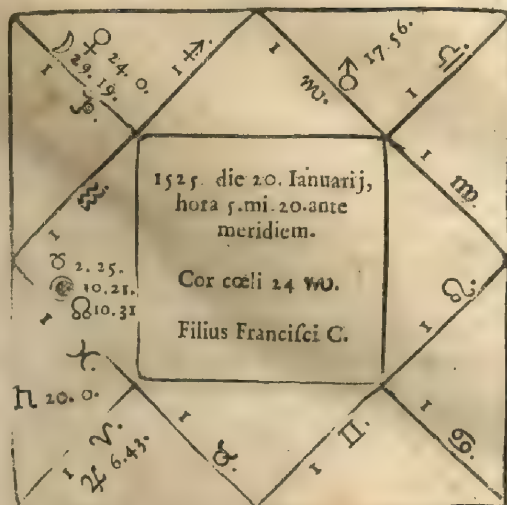 ♀ 24. 0.
☽ 29. 19.
I ♑.
I ♐.
I ♏.
♂ 17. 56.
I ♎.
I ♍.
1525. die 20. Ianuarij,
hora 5. mi. 20. ante
meridiem.
Cor cœli 24 ♏.
Filius Franciſci C.
I ♒.
2. 25.
☉ 10. 21.
☊ 10. 31
I ♓.
20. 0.
I ♈.
♃ 6. 43.
I ♉.
I ♊.
I ♋.
I ♌.